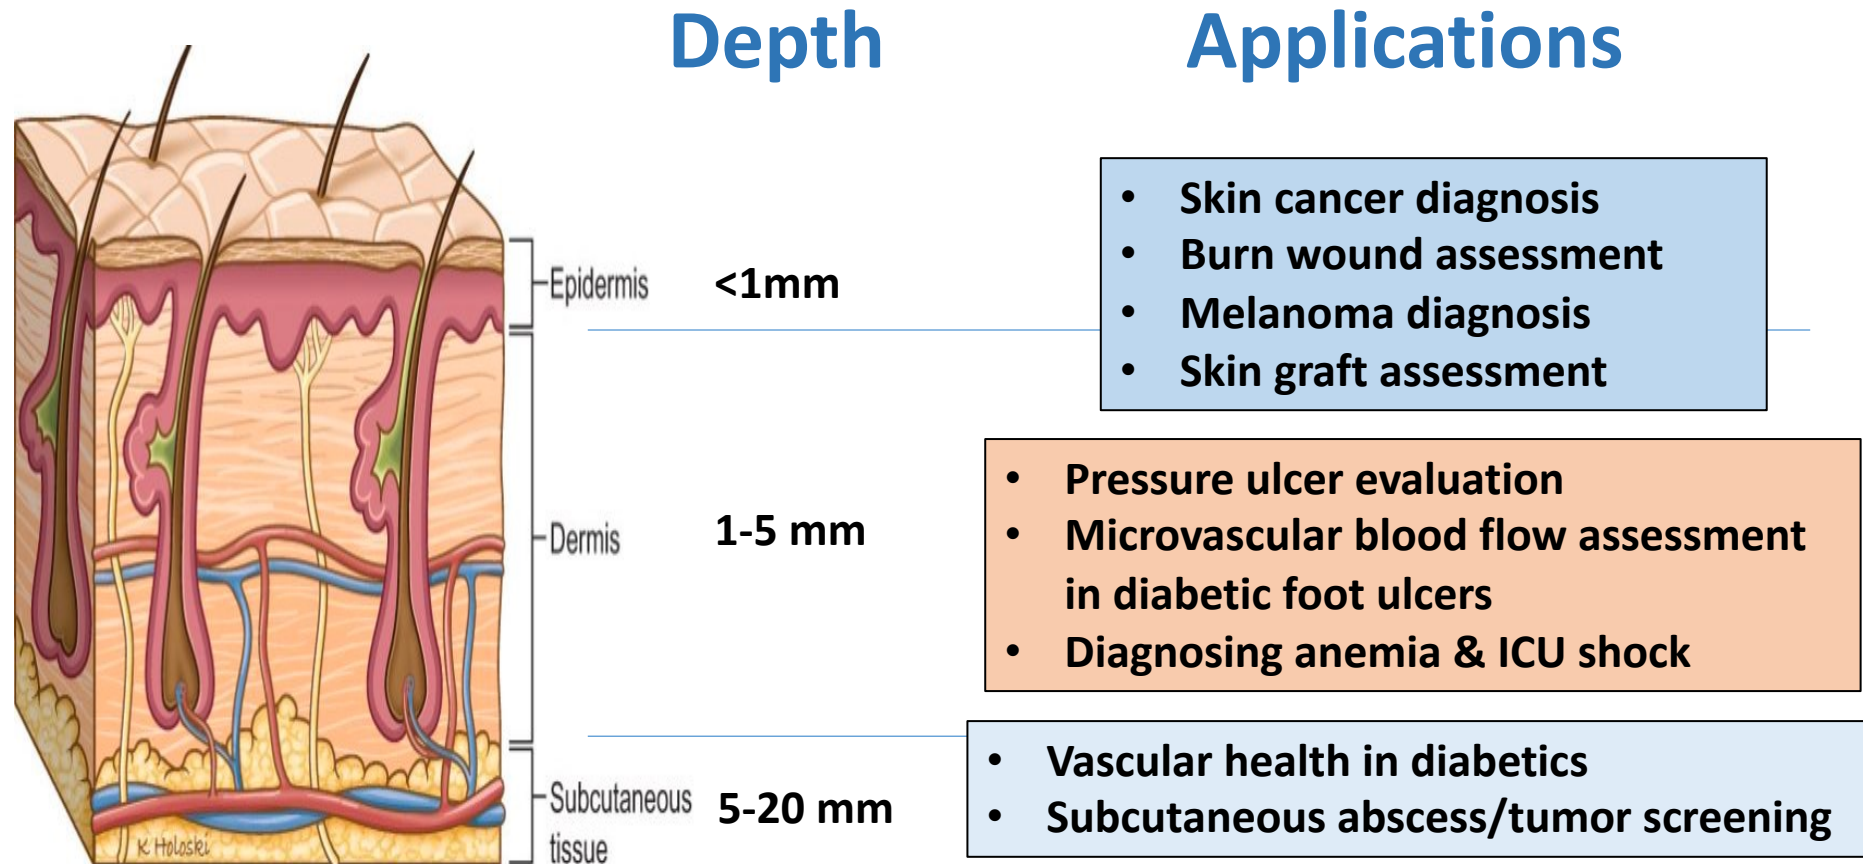 Depth
Applications
Epidermis
<1mm
• Skin cancer diagnosis
• Burn wound assessment
• Melanoma diagnosis
• Skin graft assessment
Dermis
1-5 mm
• Pressure ulcer evaluation
• Microvascular blood flow assessment
in diabetic foot ulcers
• Diagnosing anemia & ICU shock
Subcutaneous
tissue
5-20 mm
• Vascular health in diabetics
• Subcutaneous abscess/tumor screening
K Holoski